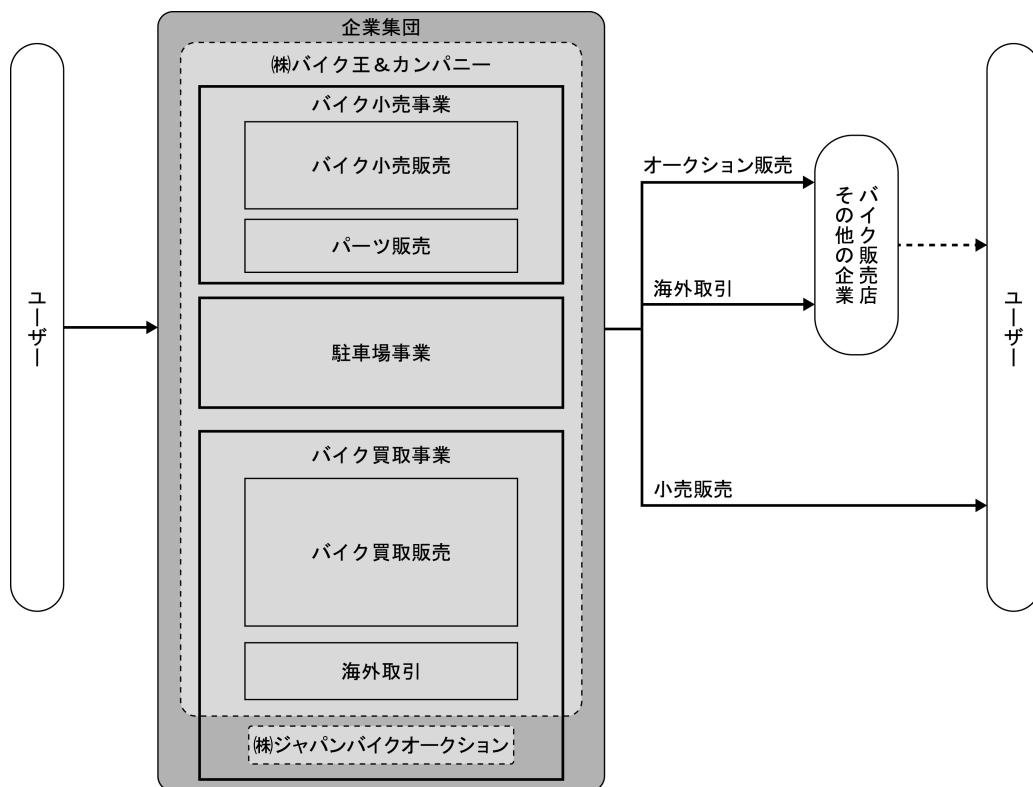 企業集団
㈱バイク王&カンパニー
バイク小売事業
バイク小売販売
パーツ販売
駐車場事業
バイク買取事業
バイク買取販売
海外取引
㈱ジャパンバイクオークション
ユーザー
オークション販売
海外取引
小売販売
バイク販売店
その他の企業
ユーザー